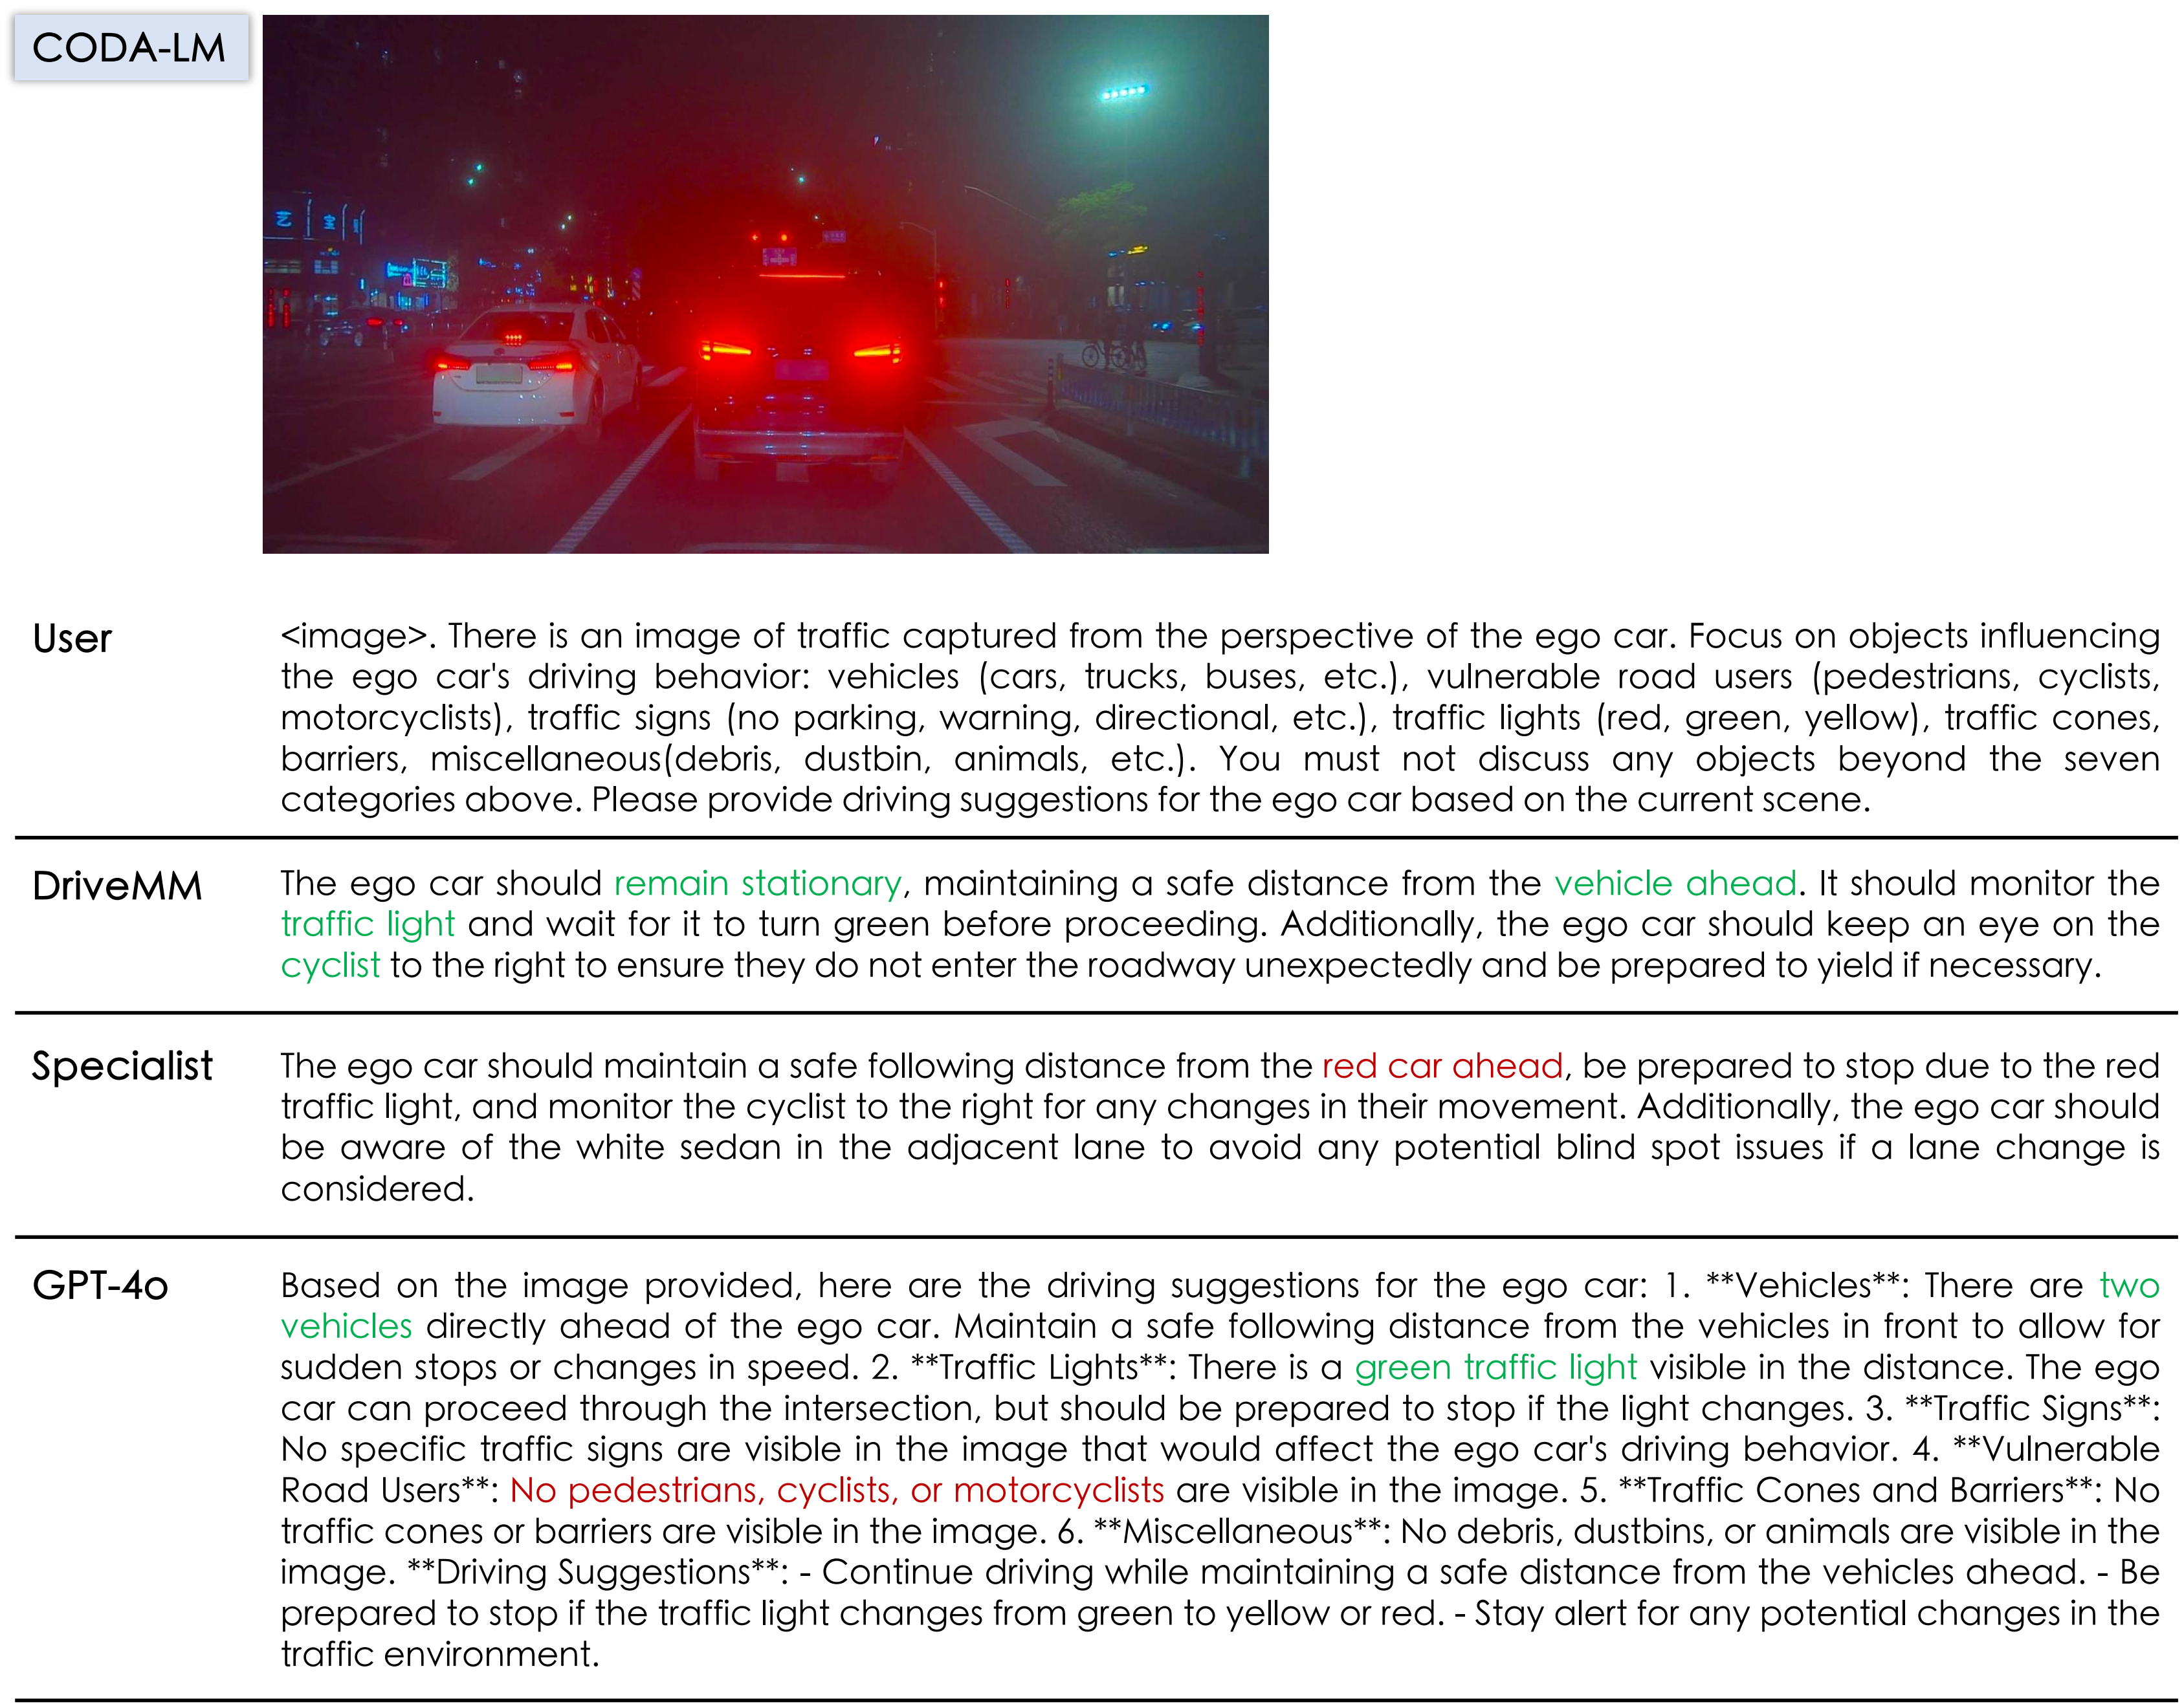 CODA-LM
艺 宝
User
<image>. There is an image of traffic captured from the perspective of the ego car. Focus on objects influencing
the ego car's driving behavior: vehicles (cars, trucks, buses, etc.), vulnerable road users (pedestrians, cyclists,
motorcyclists), traffic signs (no parking, warning, directional, etc.), traffic lights (red, green, yellow), traffic cones,
barriers, miscellaneous(debris, dustbin, animals, etc.). You must not discuss any objects beyond the seven
categories above. Please provide driving suggestions for the ego car based on the current scene.
DriveMM
The ego car should remain stationary, maintaining a safe distance from the vehicle ahead. It should monitor the
traffic light and wait for it to turn green before proceeding. Additionally, the ego car should keep an eye on the
cyclist to the right to ensure they do not enter the roadway unexpectedly and be prepared to yield if necessary.
Specialist
The ego car should maintain a safe following distance from the red car ahead, be prepared to stop due to the red
traffic light, and monitor the cyclist to the right for any changes in their movement. Additionally, the ego car should
be aware of the white sedan in the adjacent lane to avoid any potential blind spot issues if a lane change is
considered.
GPT-4o
Based on the image provided, here are the driving suggestions for the ego car: 1. **Vehicles**: There are two
vehicles directly ahead of the ego car. Maintain a safe following distance from the vehicles in front to allow for
sudden stops or changes in speed. 2. **Traffic Lights**: There is a green traffic light visible in the distance. The ego
car can proceed through the intersection, but should be prepared to stop if the light changes. 3. **Traffic Signs**:
No specific traffic signs are visible in the image that would affect the ego car's driving behavior. 4. **Vulnerable
Road Users**: No pedestrians, cyclists, or motorcyclists are visible in the image. 5. **Traffic Cones and Barriers**: No
traffic cones or barriers are visible in the image. 6. **Miscellaneous**: No debris, dustbins, or animals are visible in the
image. **Driving Suggestions**: - Continue driving while maintaining a safe distance from the vehicles ahead. - Be
prepared to stop if the traffic light changes from green to yellow or red. - Stay alert for any potential changes in the
traffic environment.